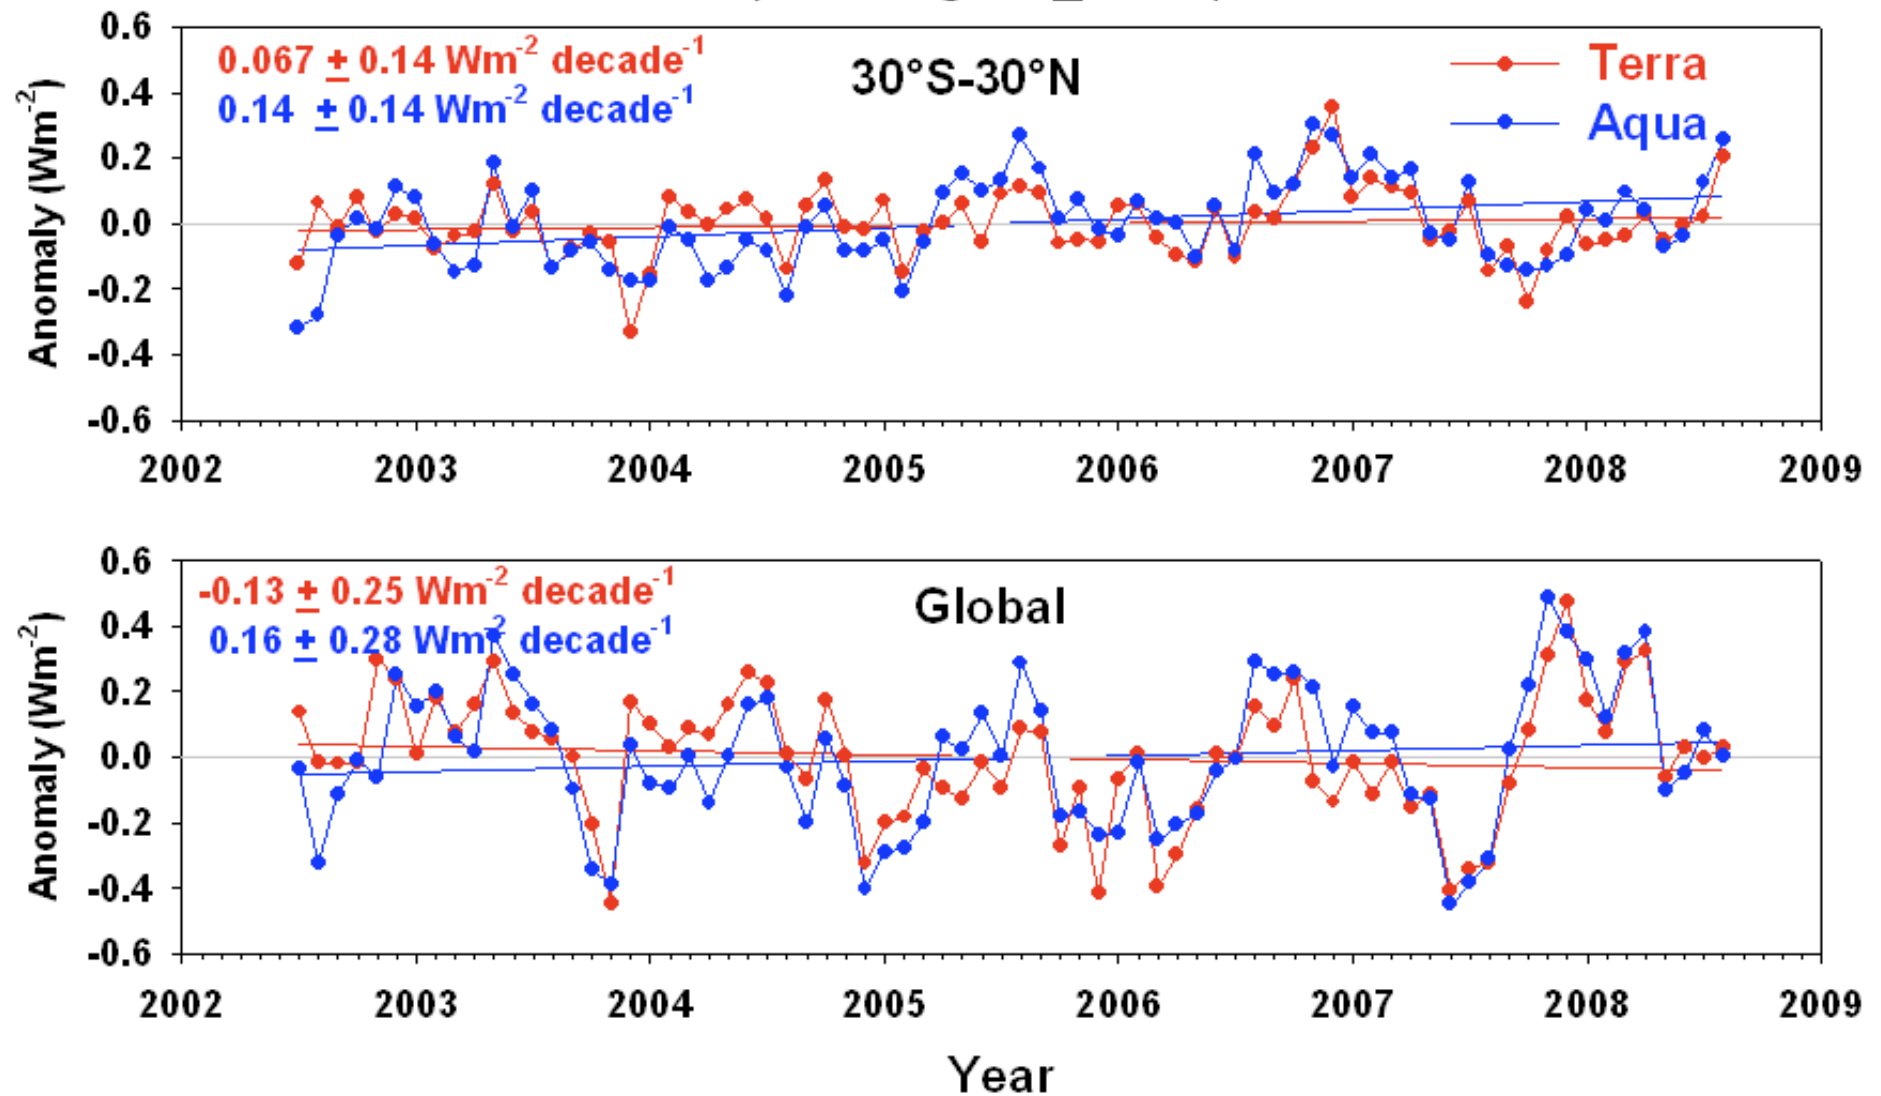 0.6
0.067 ± 0.14 Wm⁻² decade⁻¹
30°S-30°N
Terra
0.4
0.14 ± 0.14 Wm⁻² decade⁻¹
Aqua
0.2
0.0
-0.2
-0.4
-0.6
Anomaly (Wm⁻²)
2002 2003 2004 2005 2006 2007 2008 2009
0.6
-0.13 ± 0.25 Wm⁻² decade⁻¹
Global
0.4
0.16 ± 0.28 Wm⁻² decade⁻¹
0.2
0.0
-0.2
-0.4
-0.6
Anomaly (Wm⁻²)
2002 2003 2004 2005 2006 2007 2008 2009
Year